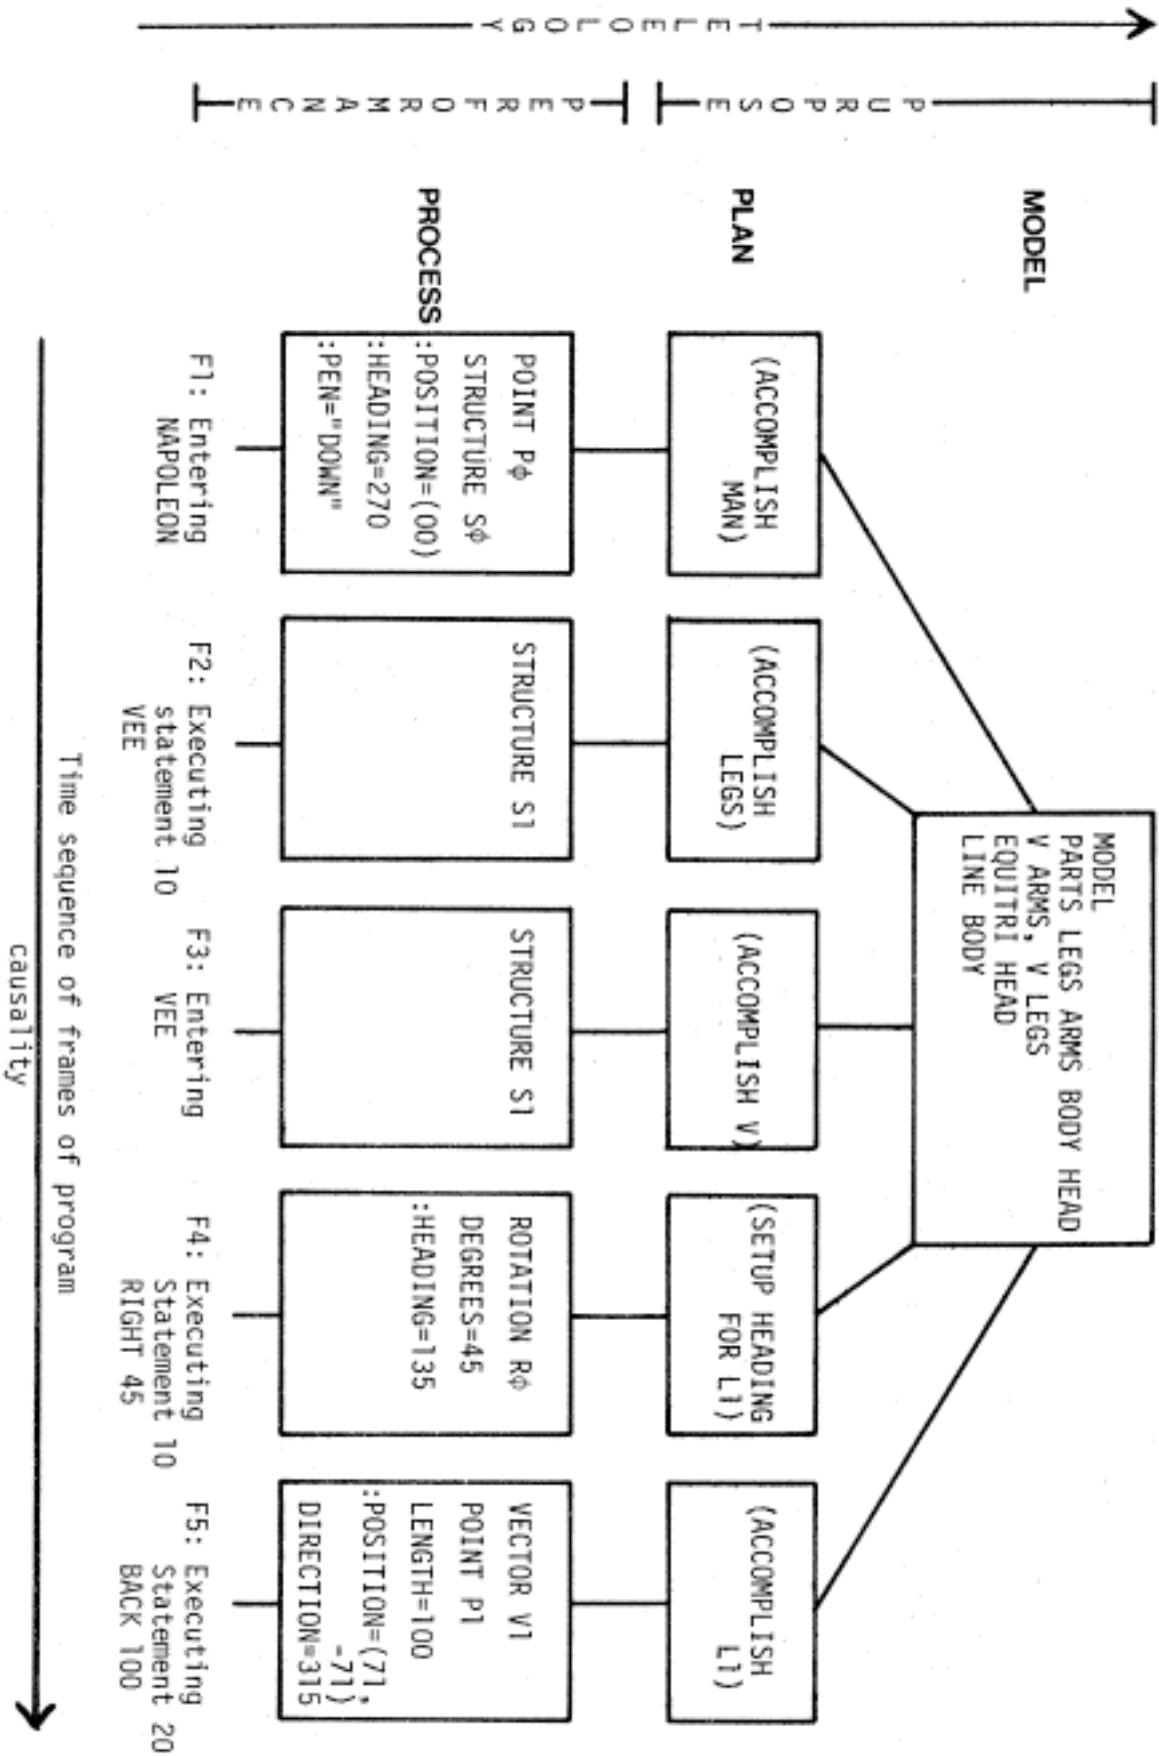 TELEOLOGY
PURPOSE
PERFORMANCE
MODEL
MODEL
PARTS LEGS ARMS BODY HEAD
V ARMS, V LEGS
EQUITRI HEAD
LINE BODY
PLAN
(ACCOMPLISH
MAN)
(ACCOMPLISH
LEGS)
(ACCOMPLISH V)
(SETUP HEADING
FOR L1)
(ACCOMPLISH
L1)
PROCESS
POINT Pϕ
STRUCTURE Sϕ
:POSITION=(00)
:HEADING=270
:PEN="DOWN"
STRUCTURE S1
STRUCTURE S1
ROTATION Rϕ
DEGREES=45
:HEADING=135
VECTOR V1
POINT P1
LENGTH=100
:POSITION=(71,
-71)
DIRECTION=315
F1: Entering
NAPOLEON
F2: Executing
statement 10
VEE
F3: Entering
VEE
F4: Executing
Statement 10
RIGHT 45
F5: Executing
Statement 20
BACK 100
Time sequence of frames of program
causality